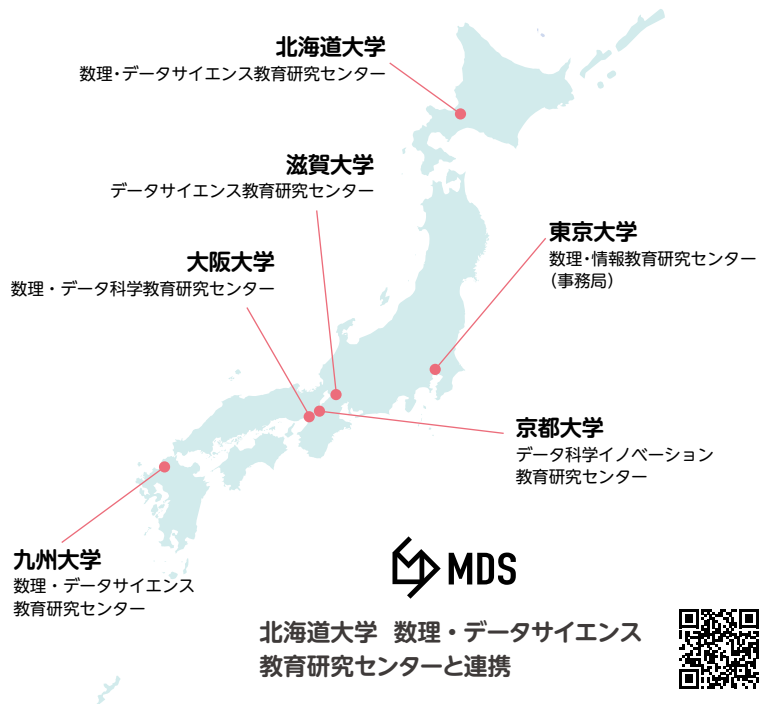 北海道大学
数理・データサイエンス教育研究センター
滋賀大学
データサイエンス教育研究センター
東京大学
数理・情報教育研究センター
（事務局）
大阪大学
数理・データ科学教育研究センター
京都大学
データ科学イノベーション
教育研究センター
九州大学
数理・データサイエンス
教育研究センター
MDS
北海道大学 数理・データサイエンス
教育研究センターと連携